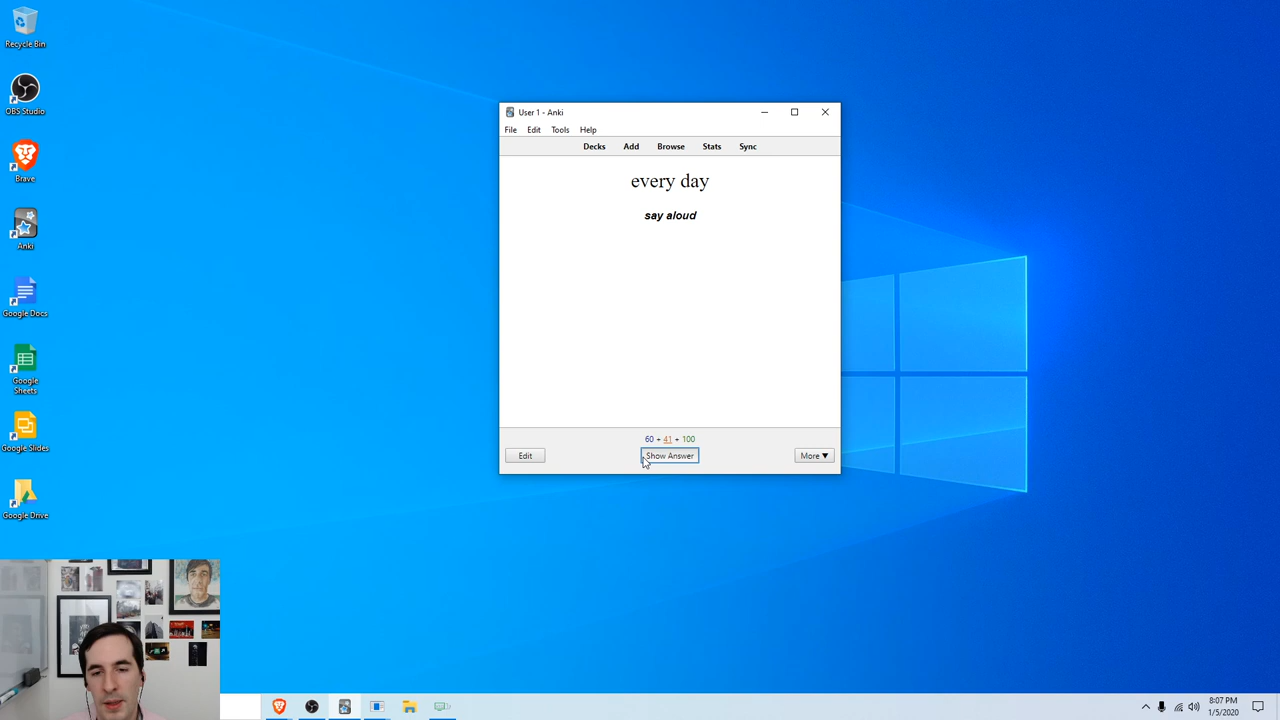 Recycle Bin
OBS Studio
Brave
Anki
Google Docs
Google Sheets
Google Slides
Google Drive
User 1 - Anki
File Edit Tools Help
Decks Add Browse Stats Sync
every day
say aloud
60 + 41 + 100
Edit Show Answer More ▼
8:07 PM
1/5/2020